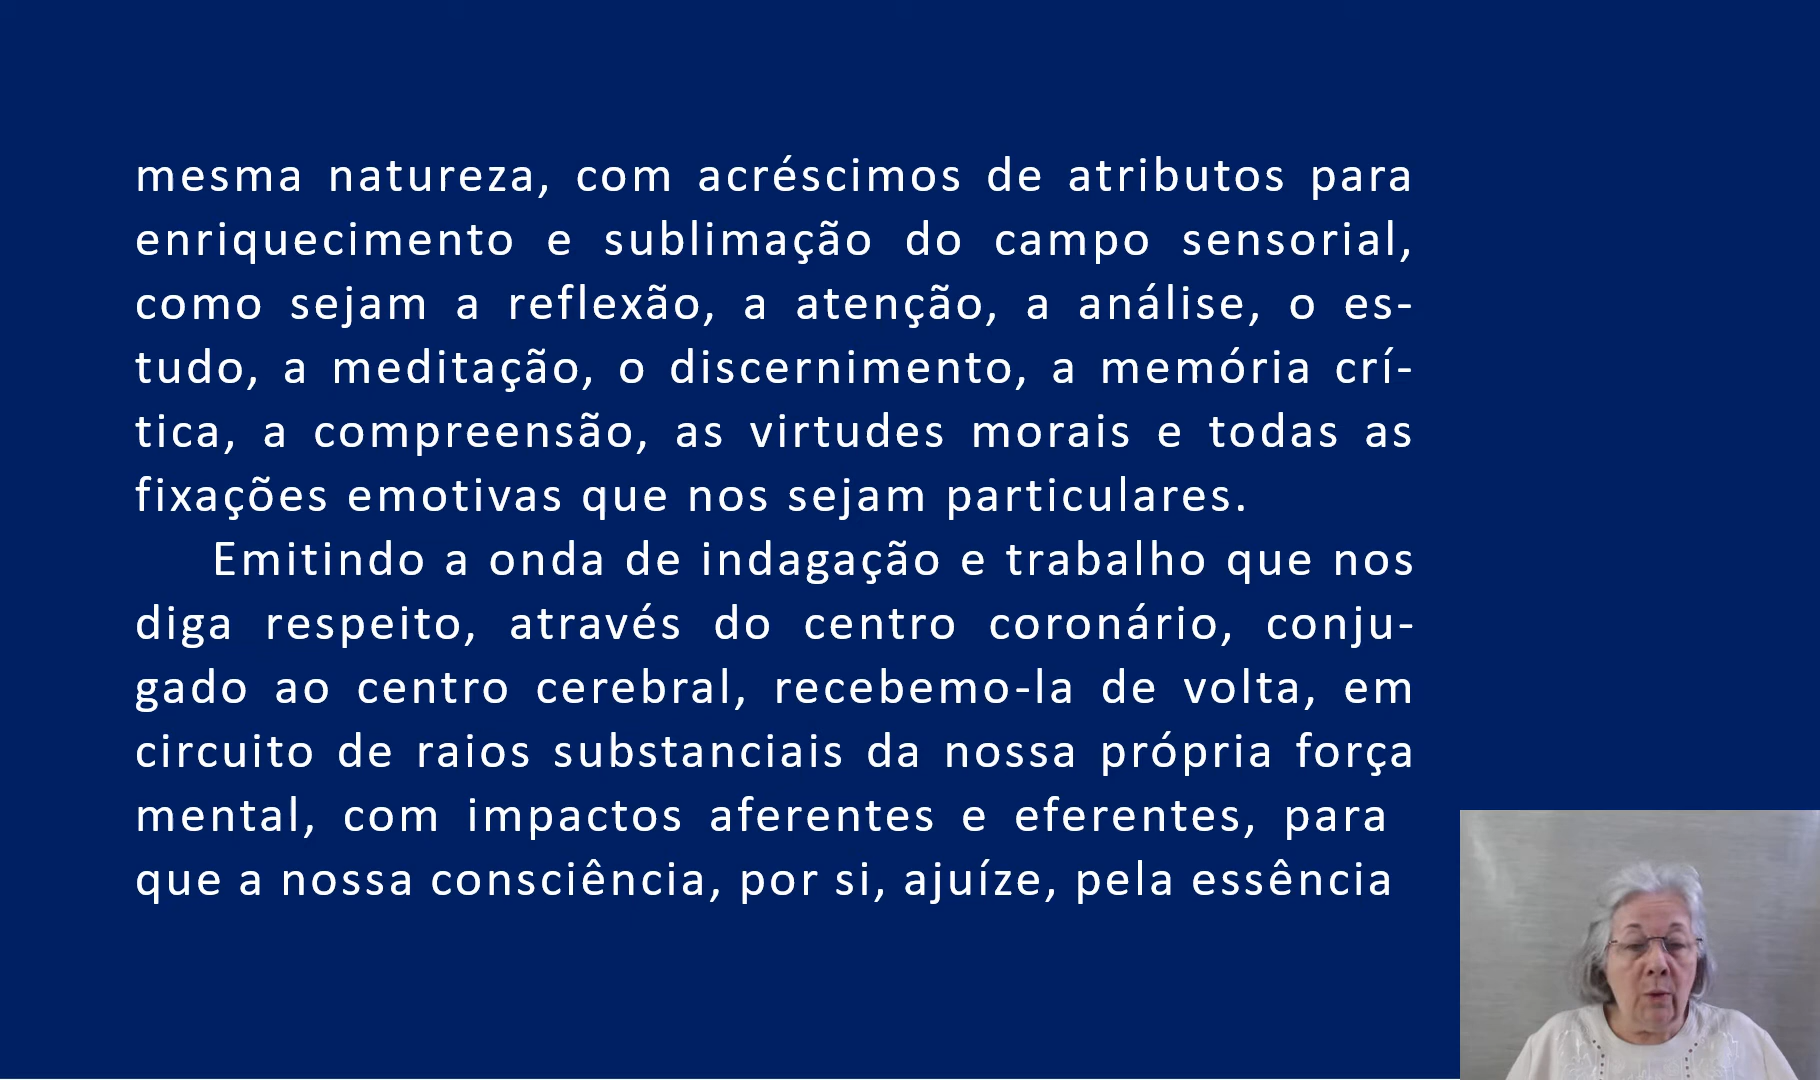 mesma natureza, com acréscimos de atributos para
enriquecimento e sublimação do campo sensorial,
como sejam a reflexão, a atenção, a análise, o es-
tudo, a meditação, o discernimento, a memória crí-
tica, a compreensão, as virtudes morais e todas as
fixações emotivas que nos sejam particulares.
Emitindo a onda de indagação e trabalho que nos
diga respeito, através do centro coronário, conju-
gado ao centro cerebral, recebemo-la de volta, em
circuito de raios substanciais da nossa própria força
mental, com impactos aferentes e eferentes, para
que a nossa consciência, por si, ajuíze, pela essência